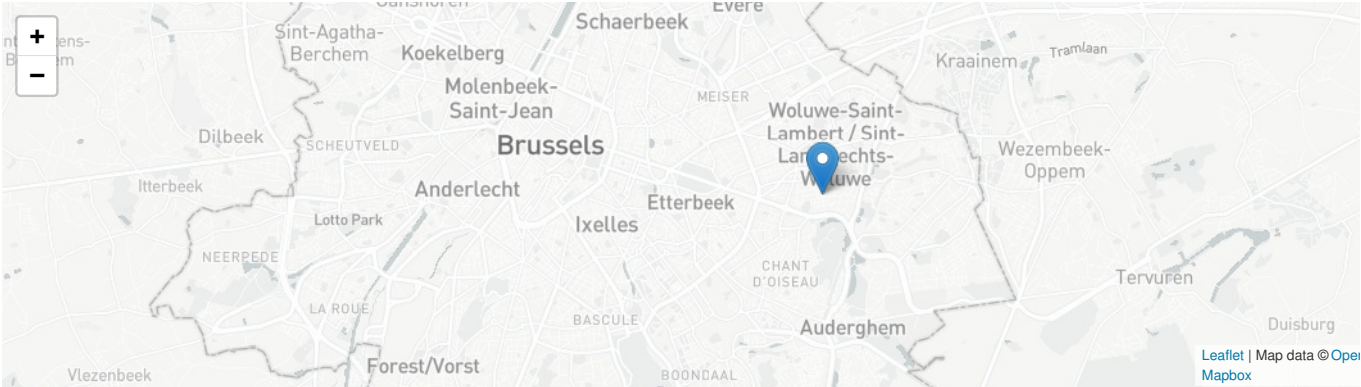 Ganshoren
Evere
Schaerbeek
+
Sint-Agatha-
Berchem
Koekelberg
Kraainem
Tramlaan
−
Molenbeek-
Saint-Jean
MEISER
Woluwe-Saint-
Lambert / Sint-
Dilbeek
SCHEUTVELD
Brussels
Wezembeek-
Oppem
Itterbeek
Anderlecht
Lotto Park
Etterbeek
Ixelles
NEERPEDE
CHANT
D'OISEAU
Tervuren
LA ROUE
BASCULE
Auderghem
Duisburg
Forest/Vorst
Vlezenbeek
BOONDAAL
Leaflet | Map data © Oper
Mapbox